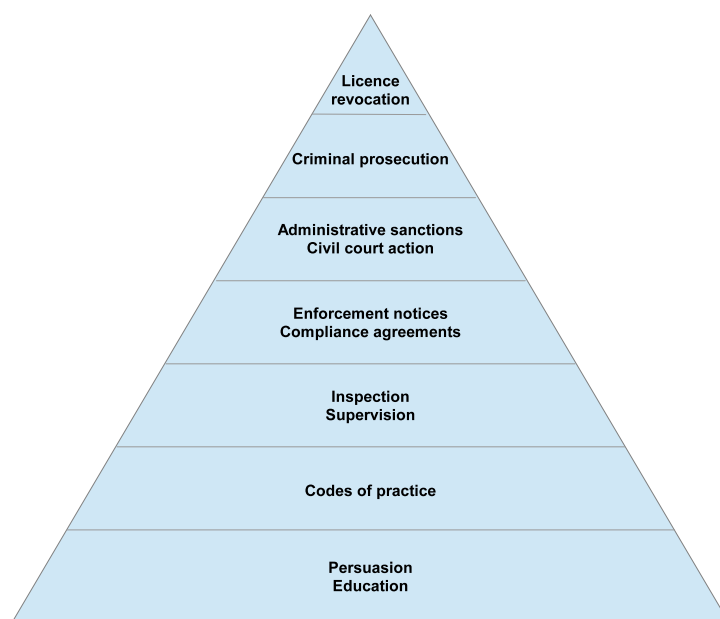 Licence
revocation
Criminal prosecution
Administrative sanctions
Civil court action
Enforcement notices
Compliance agreements
Inspection
Supervision
Codes of practice
Persuasion
Education